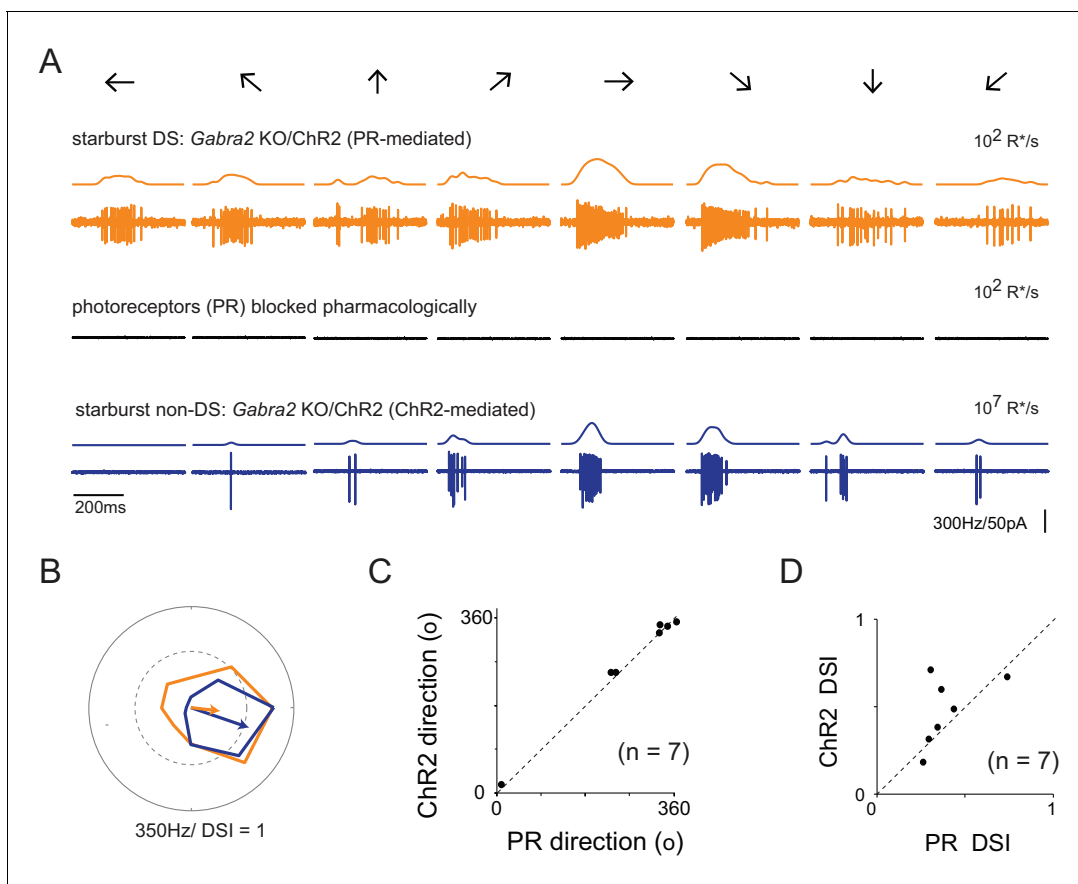 A
starburst DS: Gabra2 KO/ChR2 (PR-mediated)
10² R*/s
photoreceptors (PR) blocked pharmacologically
10² R*/s
starburst non-DS: Gabra2 KO/ChR2 (ChR2-mediated)
10⁷ R*/s
200ms
300Hz/50pA
B
350Hz/ DSI = 1
C
360
ChR2 direction (o)
(n = 7)
0
0
360
PR direction (o)
D
1
ChR2 DSI
(n = 7)
0
0
1
PR DSI